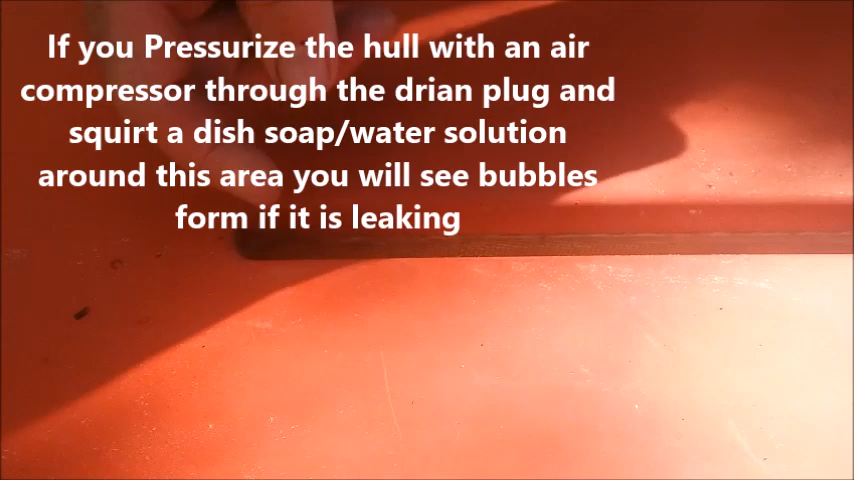 If you Pressurize the hull with an air
compressor through the drian plug and
squirt a dish soap/water solution
around this area you will see bubbles
form if it is leaking